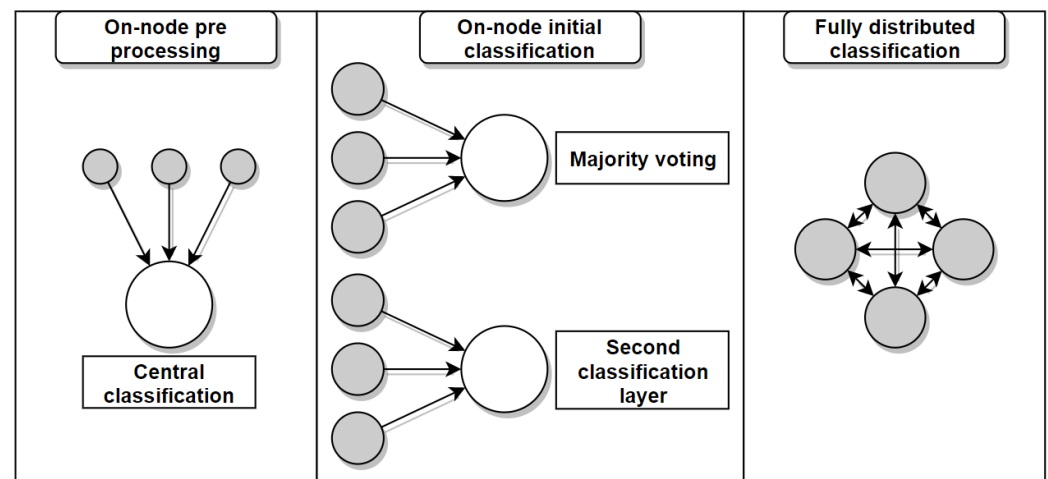 On-node pre
processing
Central
classification
On-node initial
classification
Majority voting
Second
classification
layer
Fully distributed
classification